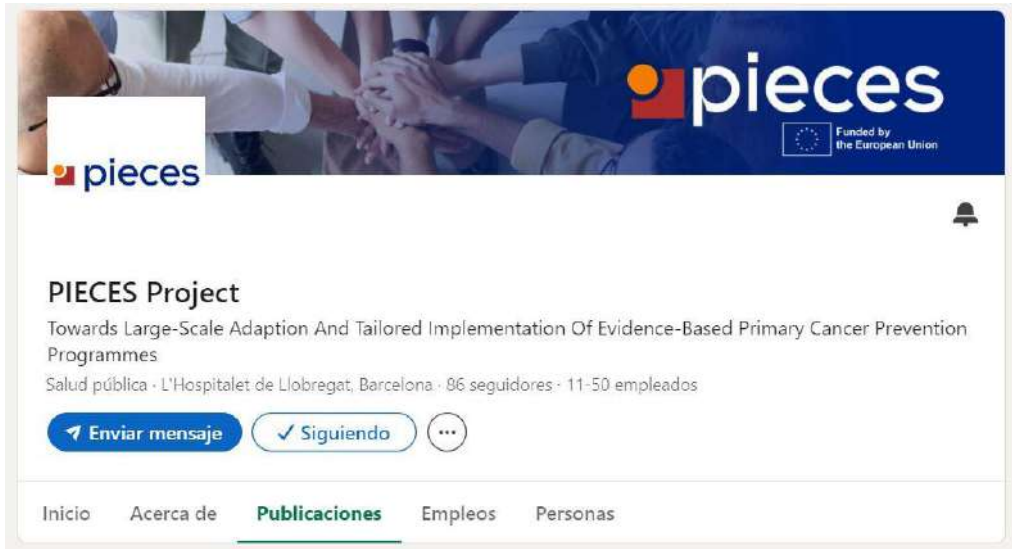 pieces
Funded by
the European Union
pieces
PIECES Project
Towards Large-Scale Adaption And Tailored Implementation Of Evidence-Based Primary Cancer Prevention
Programmes
Salud pública · L'Hospitalet de Llobregat, Barcelona · 86 seguidores · 11-50 empleados
Enviar mensaje
Siguiendo
Inicio
Acerca de
Publicaciones
Empleos
Personas